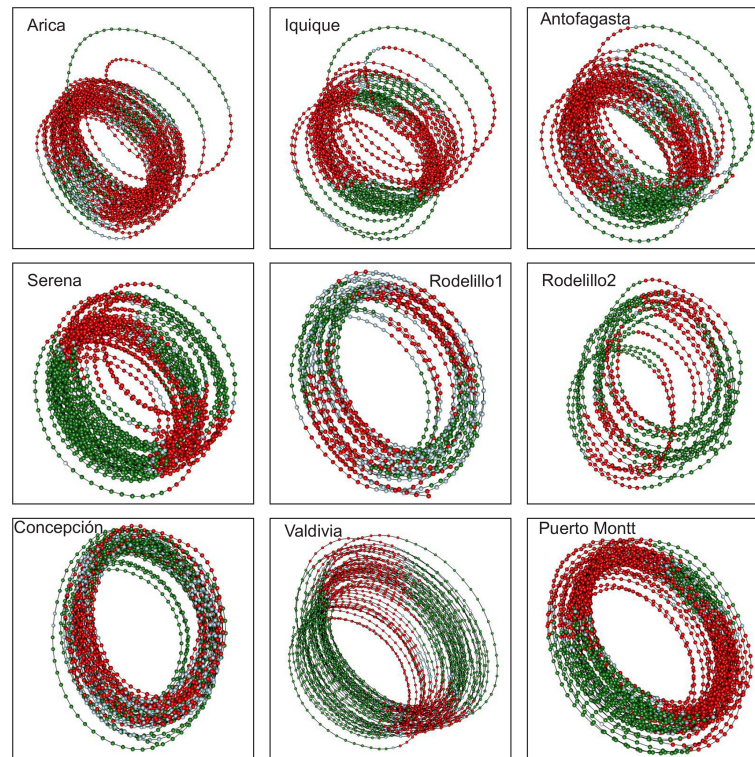 Arica
Iquique
Antofagasta
Serena
Rodelillo1
Rodelillo2
Concepción
Valdivia
Puerto Montt